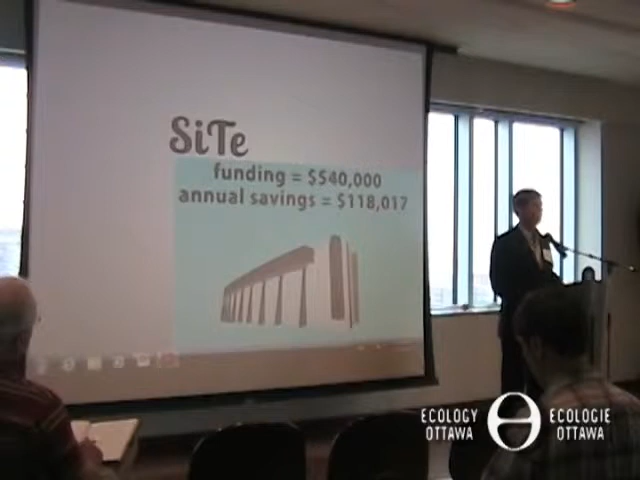 SiTe
funding = $540,000
annual savings = $118,017
ECOLOGY OTTAWA
ECOLOGIE OTTAWA